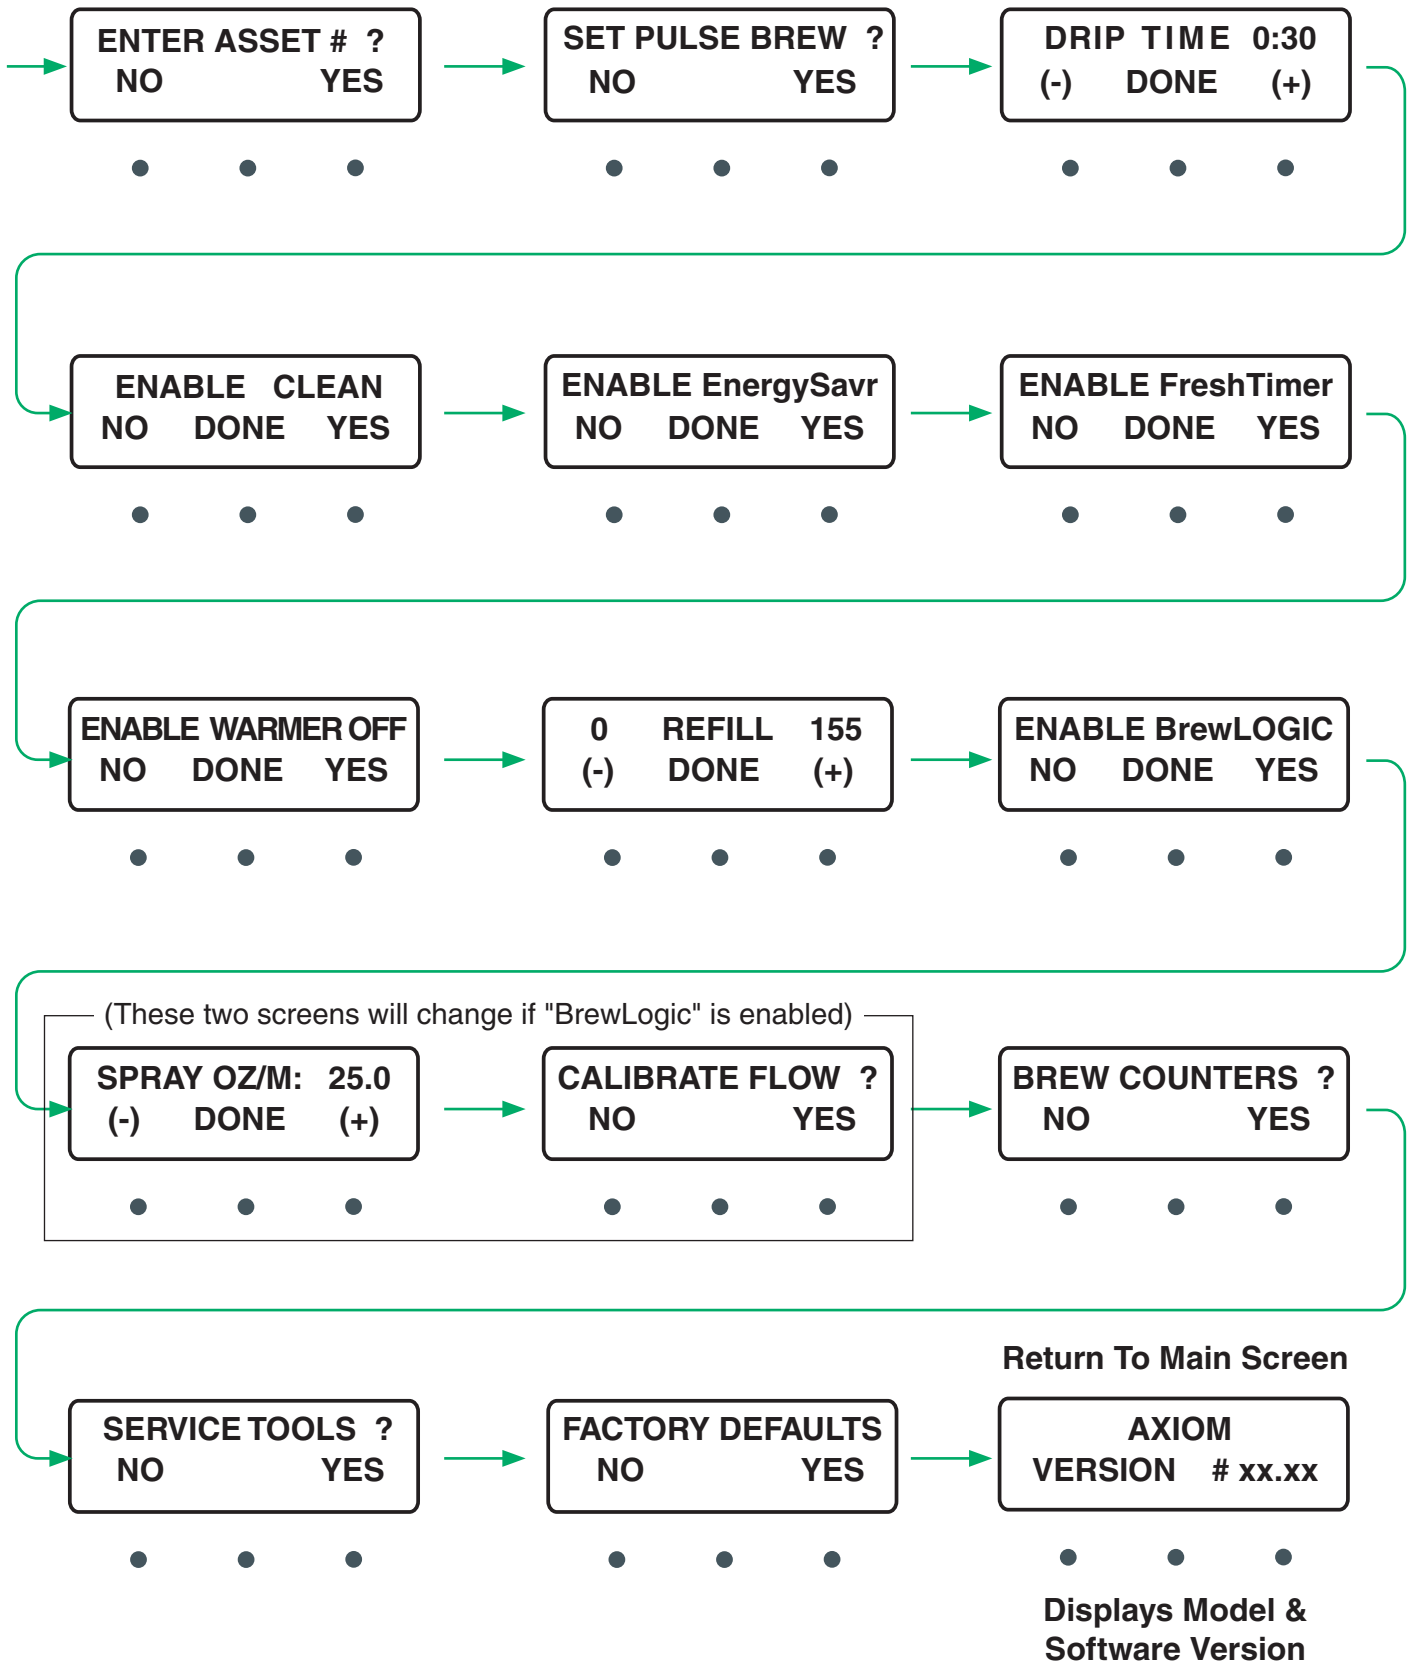 ENTER ASSET # ?
NO YES
SET PULSE BREW ?
NO YES
DRIP TIME 0:30
(-) DONE (+)
ENABLE CLEAN
NO DONE YES
ENABLE EnergySavr
NO DONE YES
ENABLE FreshTimer
NO DONE YES
ENABLE WARMER OFF
NO DONE YES
0 REFILL 155
(-) DONE (+)
ENABLE BrewLOGIC
NO DONE YES
(These two screens will change if "BrewLogic" is enabled)
SPRAY OZ/M: 25.0
(-) DONE (+)
CALIBRATE FLOW ?
NO YES
BREW COUNTERS ?
NO YES
SERVICE TOOLS ?
NO YES
FACTORY DEFAULTS
NO YES
Return To Main Screen
AXIOM
VERSION # xx.xx
Displays Model &
Software Version